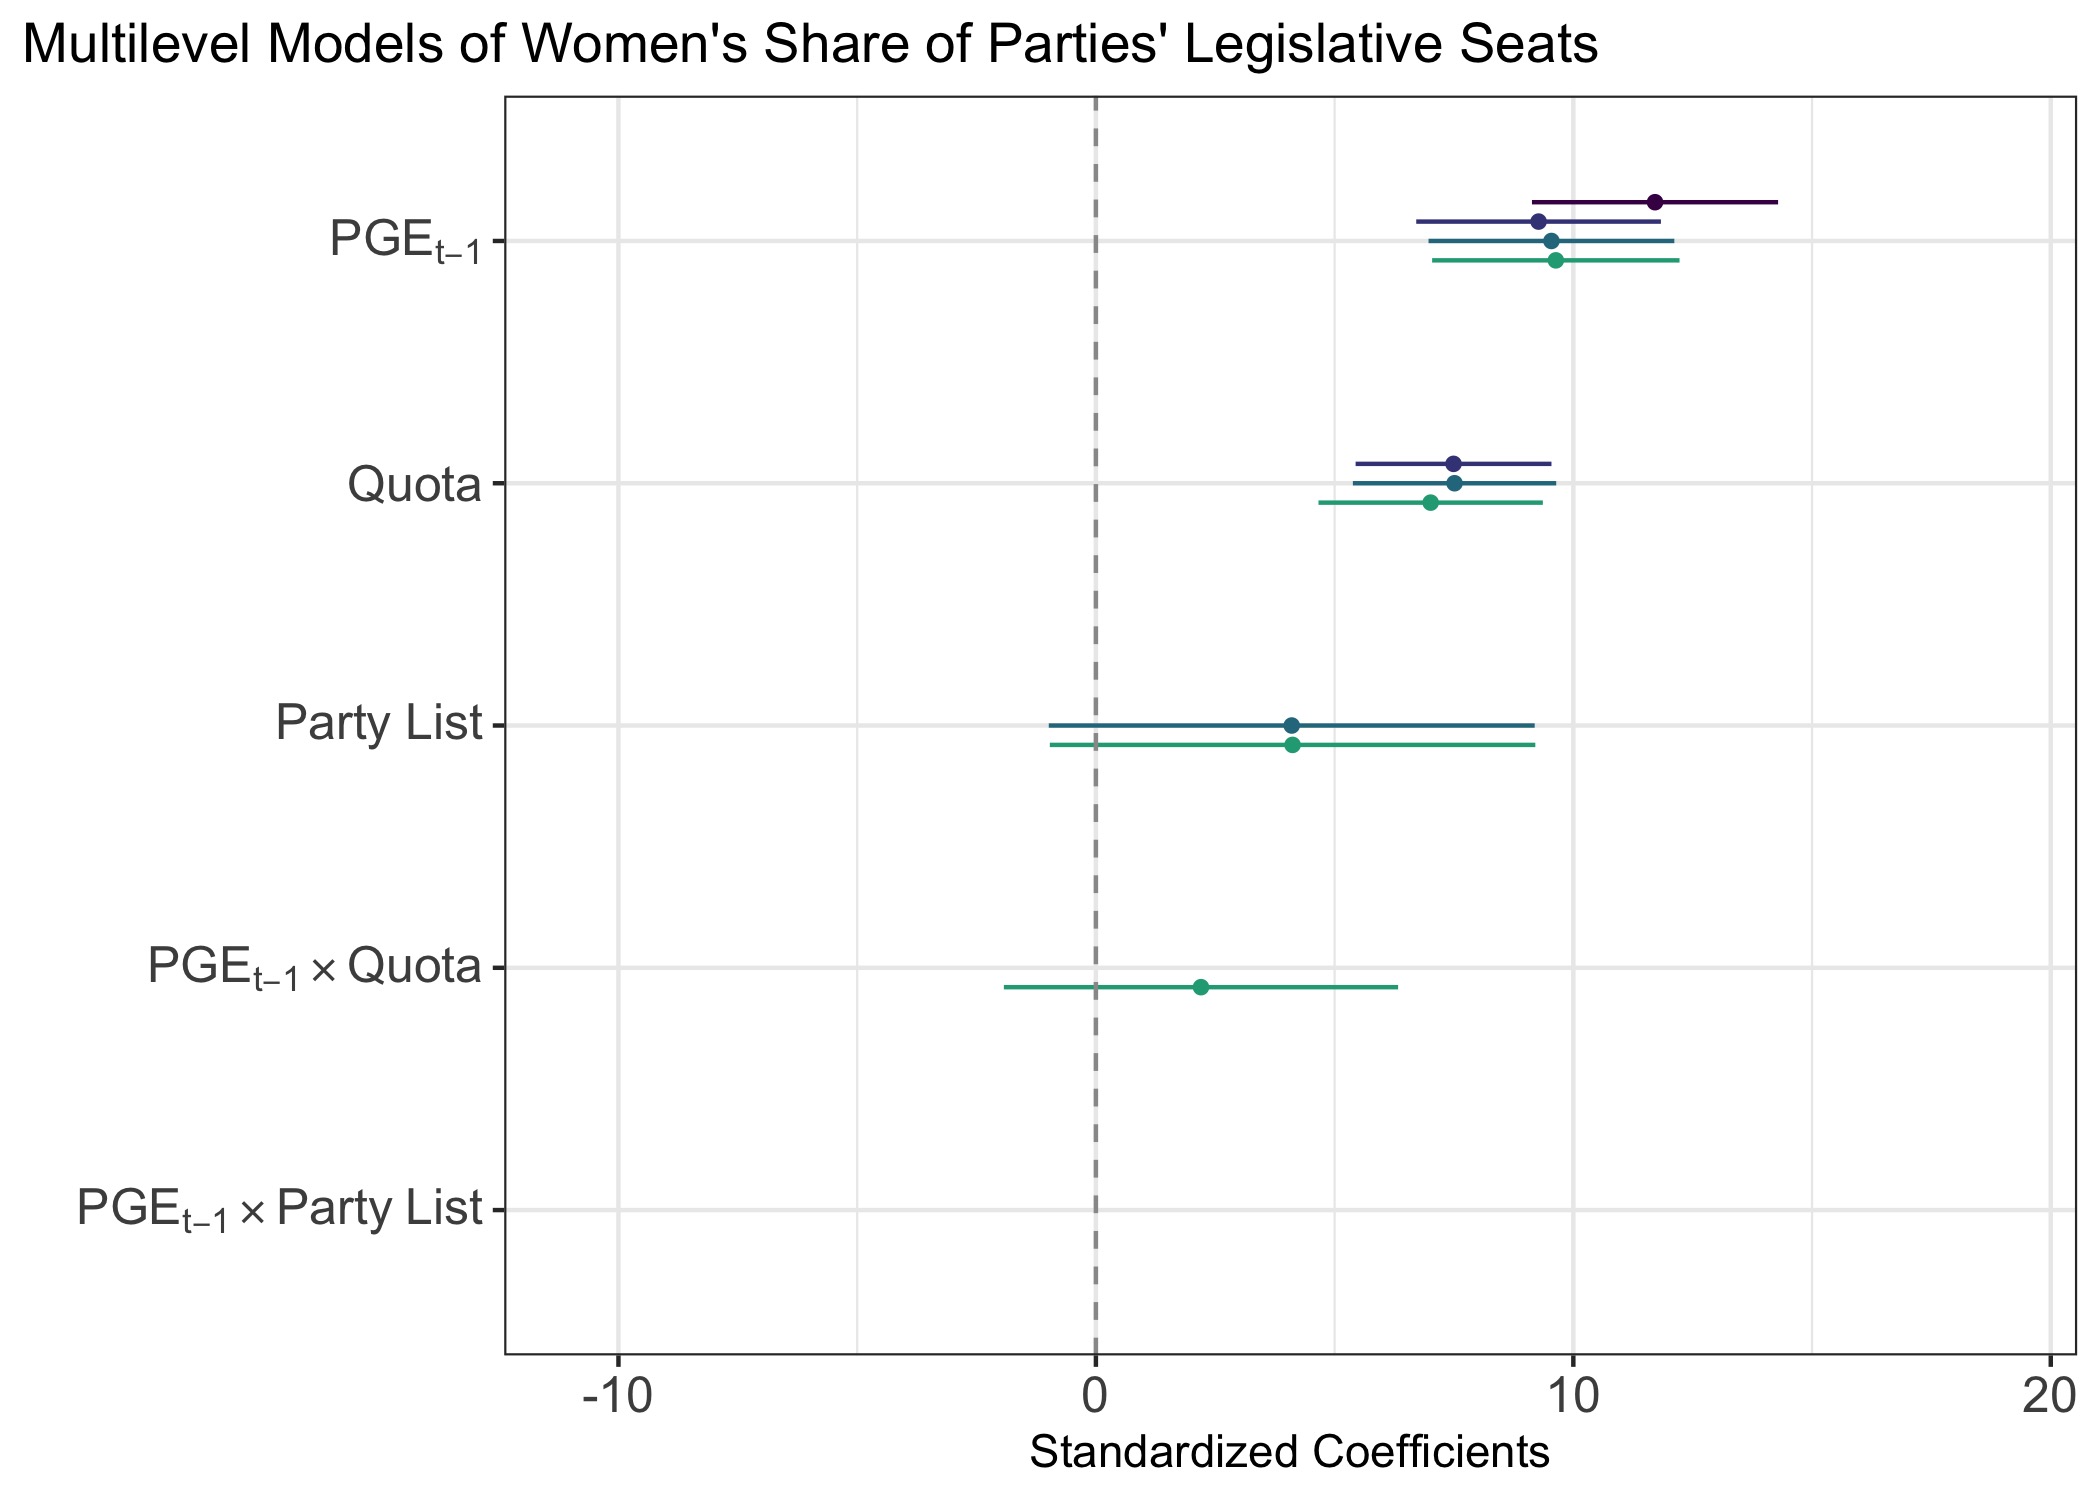 Multilevel Models of Women's Share of Parties' Legislative Seats
PGEt−1
Quota
Party List
PGEt−1 × Quota
PGEt−1 × Party List
-10 0 10 20
Standardized Coefficients